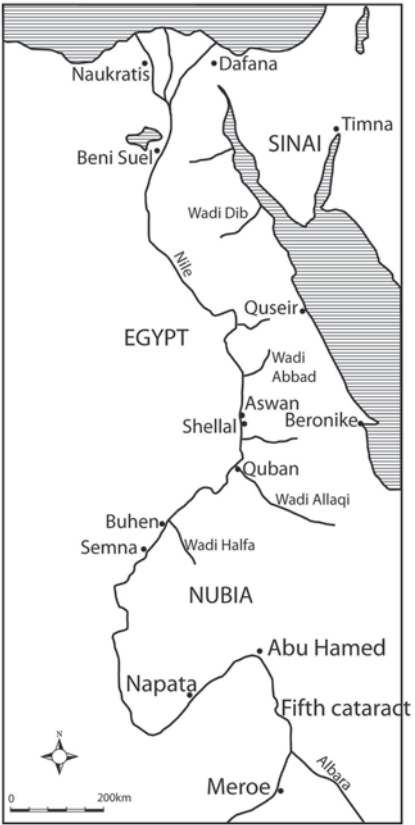 Naukratis
Dafana
Timna
SINAI
Beni Suel
Wadi Dib
Nile
Quseir
EGYPT
Wadi
Abbad
Aswan
Shellal
Beronike
Quban
Wadi Allaqi
Buhen
Wadi Halfa
Semna
NUBIA
Abu Hamed
Napata
Fifth cataract
Albara
Meroe
N
0
200km